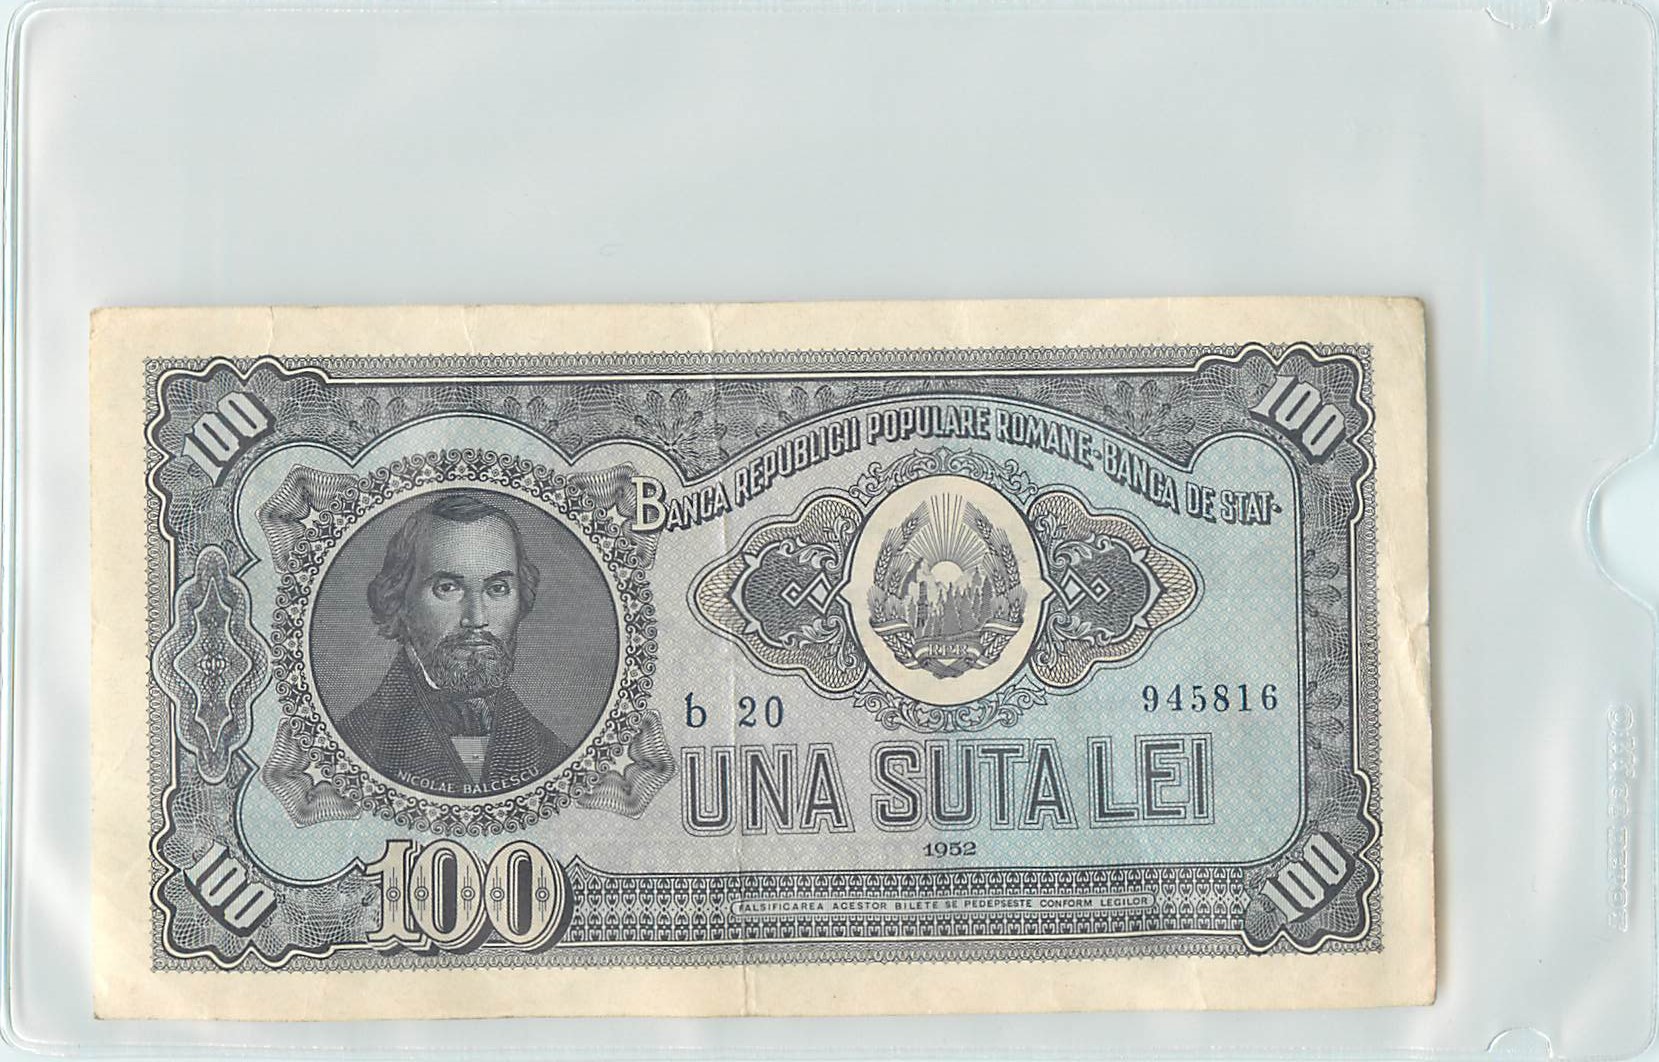 100
100
BANCA REPUBLICII POPULARE ROMANE-BANCA DE STAT-
RPR
b 20
945816
NICOLAE BALCESCU
UNA SUTA LEI
1952
100
100
100
FALSIFICAREA ACESTOR BILETE SE PEDEPSESTE CONFORM LEGILOR